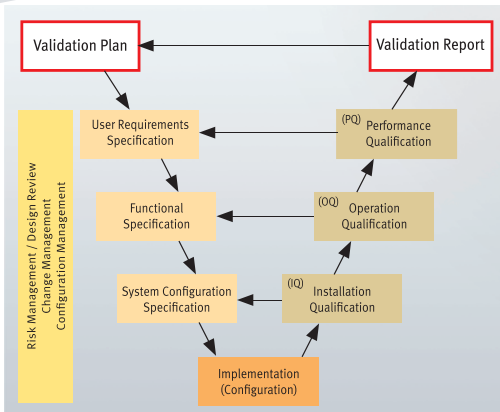 Validation Plan
Validation Report
User Requirements
Specification
(PQ) Performance
Qualification
Functional
Specification
(OQ) Operation
Qualification
System Configuration
Specification
(IQ) Installation
Qualification
Implementation
(Configuration)
Risk Management / Design Review
Change Management
Configuration Management